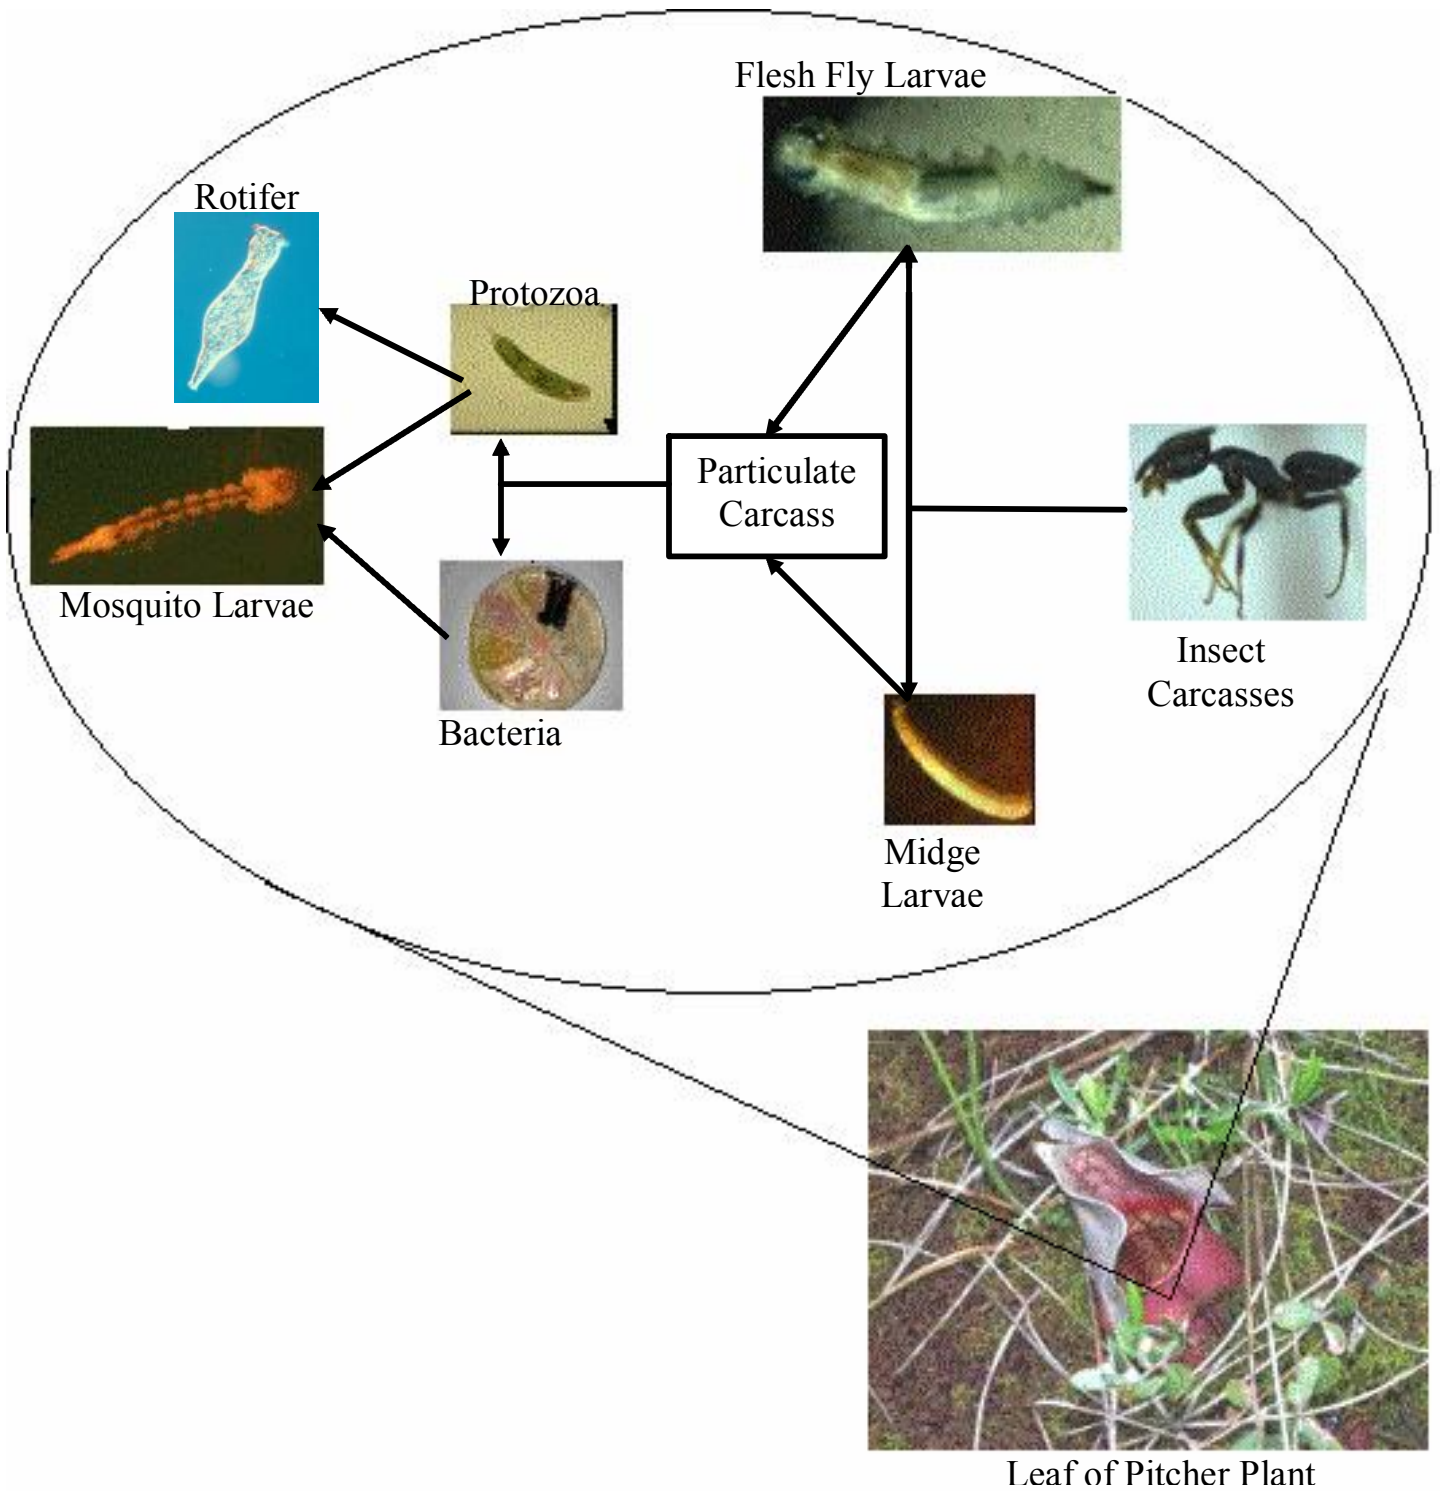 Flesh Fly Larvae
Rotifer
Protozoa
Particulate
Carcass
Mosquito Larvae
Insect
Carcasses
Bacteria
Midge
Larvae
Leaf of Pitcher Plant